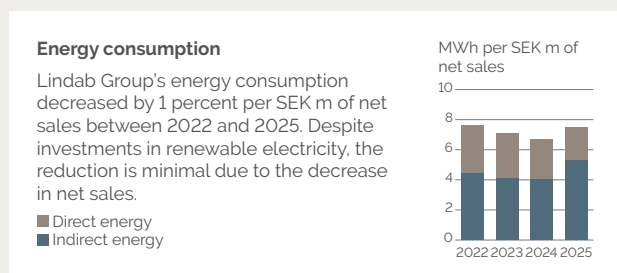 Energy consumption
Lindab Group's energy consumption
decreased by 1 percent per SEK m of net
sales between 2022 and 2025. Despite
investments in renewable electricity, the
reduction is minimal due to the decrease
in net sales.
Direct energy
Indirect energy
MWh per SEK m of
net sales
10
8
6
4
2
0
2022 2023 2024 2025